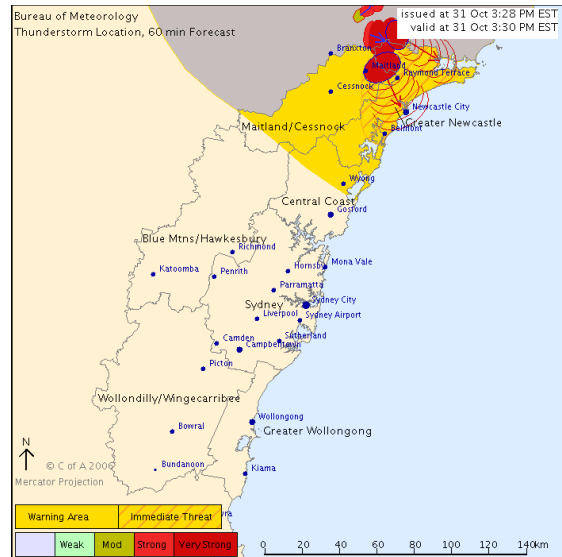 Bureau of Meteorology
issued at 31 Oct 3:28 PM EST
Thunderstorm Location, 60 min Forecast
valid at 31 Oct 3:30 PM EST
Branxton
Maitland
Raymond Terrace
Cessnock
Newcastle City
Greater Newcastle
Maitland/Cessnock
Belmont
Wyong
Central Coast
Gosford
Blue Mtns/Hawkesbury
Richmond
Katoomba
Penrith
Hornsby
Mona Vale
Parramatta
Sydney
Sydney City
Liverpool
Sydney Airport
Camden
Sutherland
Campbelltown
Picton
Wollondilly/Wingecarribee
Wollongong
Bowral
Greater Wollongong
N
Bundanoon
Kiama
© C of A 2006
Mercator Projection
Warning Area
Immediate Threat
Weak
Mod
Strong
Very Strong
0 20 40 60 80 100 120 140km